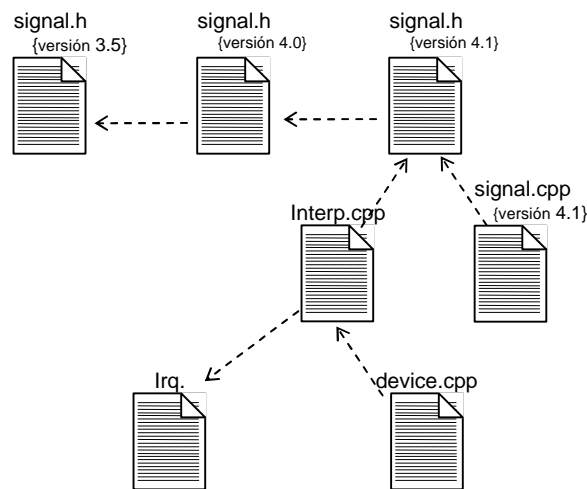 signal.h
{versión 3.5}
signal.h
{versión 4.0}
signal.h
{versión 4.1}
signal.cpp
{versión 4.1}
Interp.cpp
Irq.
device.cpp